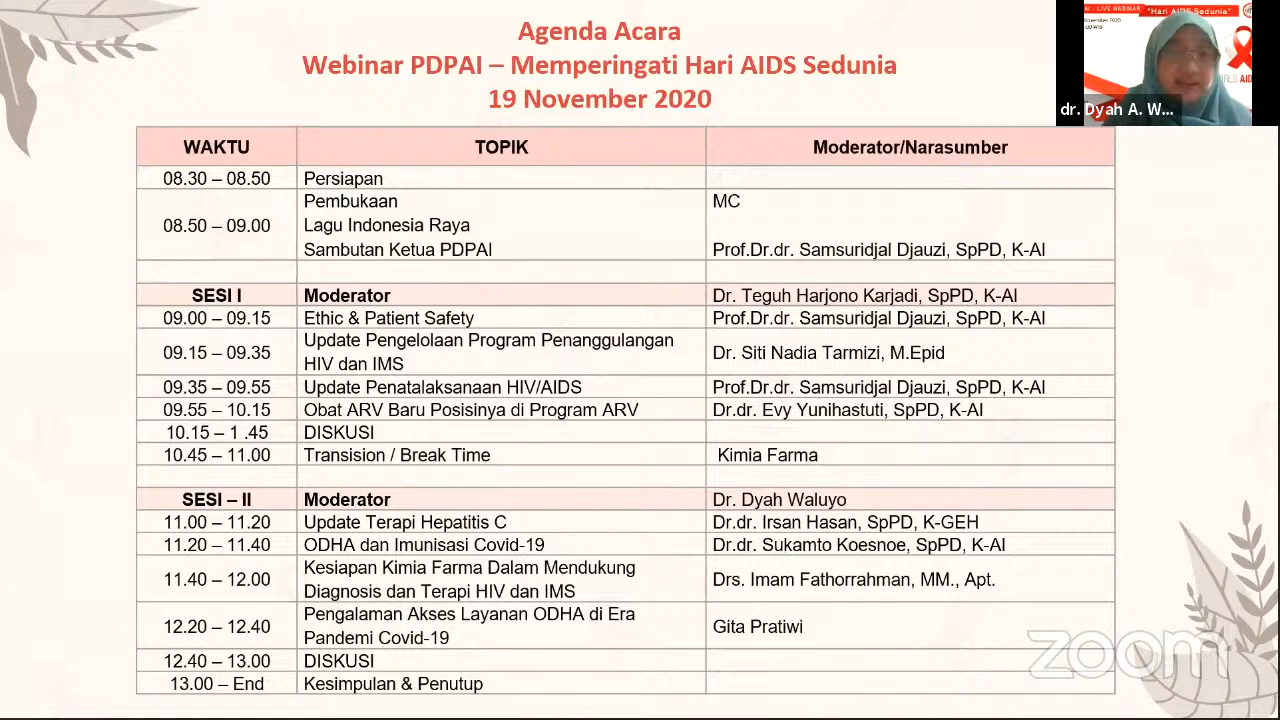 Agenda Acara
Webinar PDPAI – Memperingati Hari AIDS Sedunia
19 November 2020
AI - LIVE WEBINAR
"Hari AIDS Sedunia"
November 2020
dr. Dyah A. W...
WAKTU TOPIK Moderator/Narasumber
08.30 – 08.50 Persiapan
Pembukaan MC
08.50 – 09.00 Lagu Indonesia Raya
Sambutan Ketua PDPAI Prof.Dr.dr. Samsuridjal Djauzi, SpPD, K-AI
SESI I Moderator Dr. Teguh Harjono Karjadi, SpPD, K-AI
09.00 – 09.15 Ethic & Patient Safety Prof.Dr.dr. Samsuridjal Djauzi, SpPD, K-AI
09.15 – 09.35 Update Pengelolaan Program Penanggulangan
HIV dan IMS Dr. Siti Nadia Tarmizi, M.Epid
09.35 – 09.55 Update Penatalaksanaan HIV/AIDS Prof.Dr.dr. Samsuridjal Djauzi, SpPD, K-AI
09.55 – 10.15 Obat ARV Baru Posisinya di Program ARV Dr.dr. Evy Yunihastuti, SpPD, K-AI
10.15 – 1 .45 DISKUSI
10.45 – 11.00 Transision / Break Time Kimia Farma
SESI – II Moderator Dr. Dyah Waluyo
11.00 – 11.20 Update Terapi Hepatitis C Dr.dr. Irsan Hasan, SpPD, K-GEH
11.20 – 11.40 ODHA dan Imunisasi Covid-19 Dr.dr. Sukamto Koesnoe, SpPD, K-AI
11.40 – 12.00 Kesiapan Kimia Farma Dalam Mendukung
Diagnosis dan Terapi HIV dan IMS Drs. Imam Fathorrahman, MM., Apt.
12.20 – 12.40 Pengalaman Akses Layanan ODHA di Era
Pandemi Covid-19 Gita Pratiwi
12.40 – 13.00 DISKUSI
13.00 – End Kesimpulan & Penutup
zoom